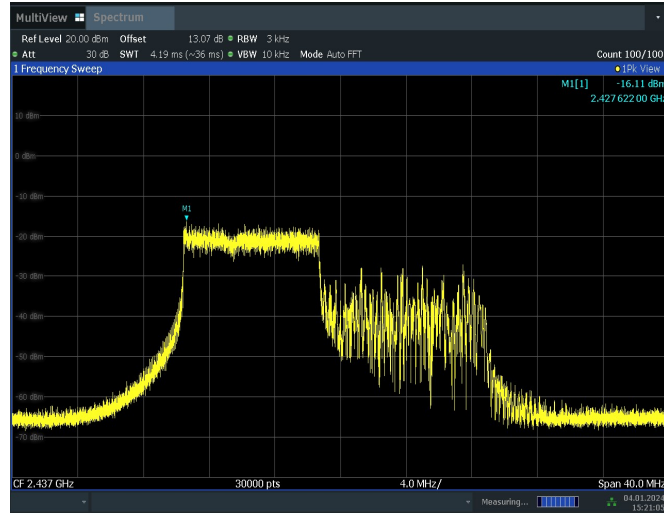 MultiView Spectrum
Ref Level 20.00 dBm Offset 13.07 dB RBW 3 kHz
Att 30 dB SWT 4.19 ms (~36 ms) VBW 10 kHz Mode Auto FFT Count 100/100
1 Frequency Sweep 1Pk View
M1[1] -16.11 dBm
2.427 622 00 GHz
10 dBm
0 dBm
-10 dBm
M1
-20 dBm
-30 dBm
-40 dBm
-50 dBm
-60 dBm
-70 dBm
CF 2.437 GHz 30000 pts 4.0 MHz/ Span 40.0 MHz
Measuring... 04.01.2024
15:21:05